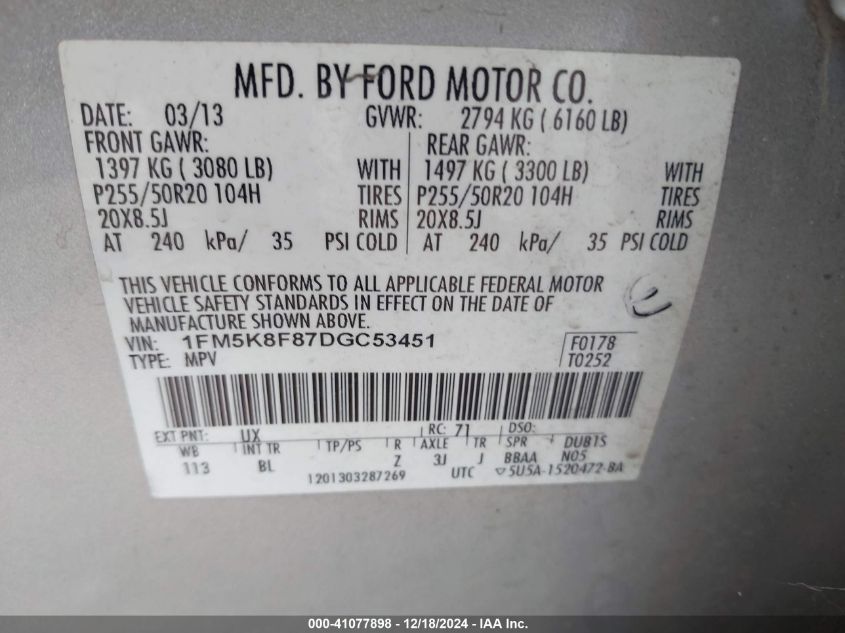 MFD. BY FORD MOTOR CO.
DATE: 03/13 GVWR: 2794 KG ( 6160 LB)
FRONT GAWR: REAR GAWR:
1397 KG ( 3080 LB) WITH 1497 KG ( 3300 LB) WITH
P255/50R20 104H TIRES P255/50R20 104H TIRES
20X8.5J RIMS 20X8.5J RIMS
AT 240 kPa/ 35 PSI COLD AT 240 kPa/ 35 PSI COLD
THIS VEHICLE CONFORMS TO ALL APPLICABLE FEDERAL MOTOR
VEHICLE SAFETY STANDARDS IN EFFECT ON THE DATE OF
MANUFACTURE SHOWN ABOVE.
VIN: 1FM5K8F87DGC53451 F0178
TYPE: MPV T0252
EXT PNT: UX RC: 71 DSO:
WB INT TR TP/PS R AXLE TR SPR DUBIS
113 BL Z 3J J BBAA N05
1201303287269 UTC ▽5U5A-1520472-BA
000-41077898 - 12/18/2024 - IAA Inc.